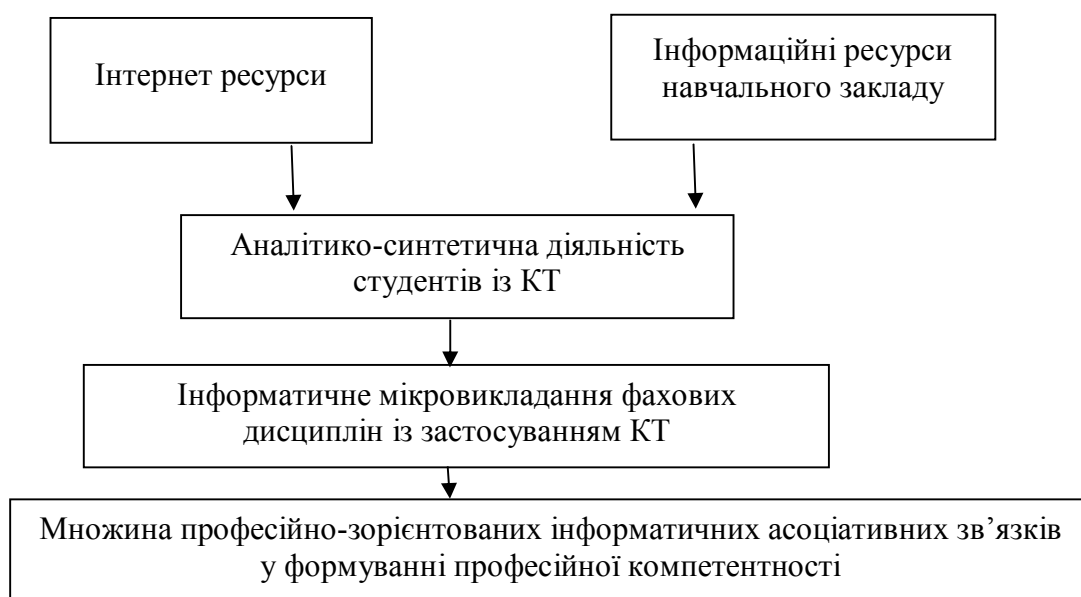 Інтернет ресурси
Інформаційні ресурси
навчального закладу
Аналітико-синтетична діяльність
студентів із КТ
Інформатичне мікровикладання фахових
дисциплін із застосуванням КТ
Множина професійно-зорієнтованих інформатичних асоціативних зв’язків
у формуванні професійної компетентності